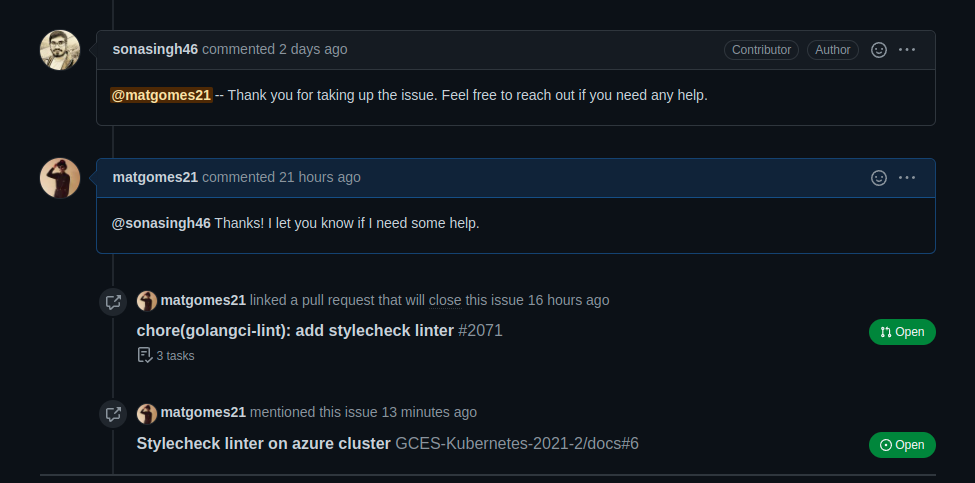 sonasingh46 commented 2 days ago Contributor Author
@matgomes21 -- Thank you for taking up the issue. Feel free to reach out if you need any help.
matgomes21 commented 21 hours ago
@sonasingh46 Thanks! I let you know if I need some help.
matgomes21 linked a pull request that will close this issue 16 hours ago
chore(golangci-lint): add stylecheck linter #2071 Open
3 tasks
matgomes21 mentioned this issue 13 minutes ago
Stylecheck linter on azure cluster GCES-Kubernetes-2021-2/docs#6 Open